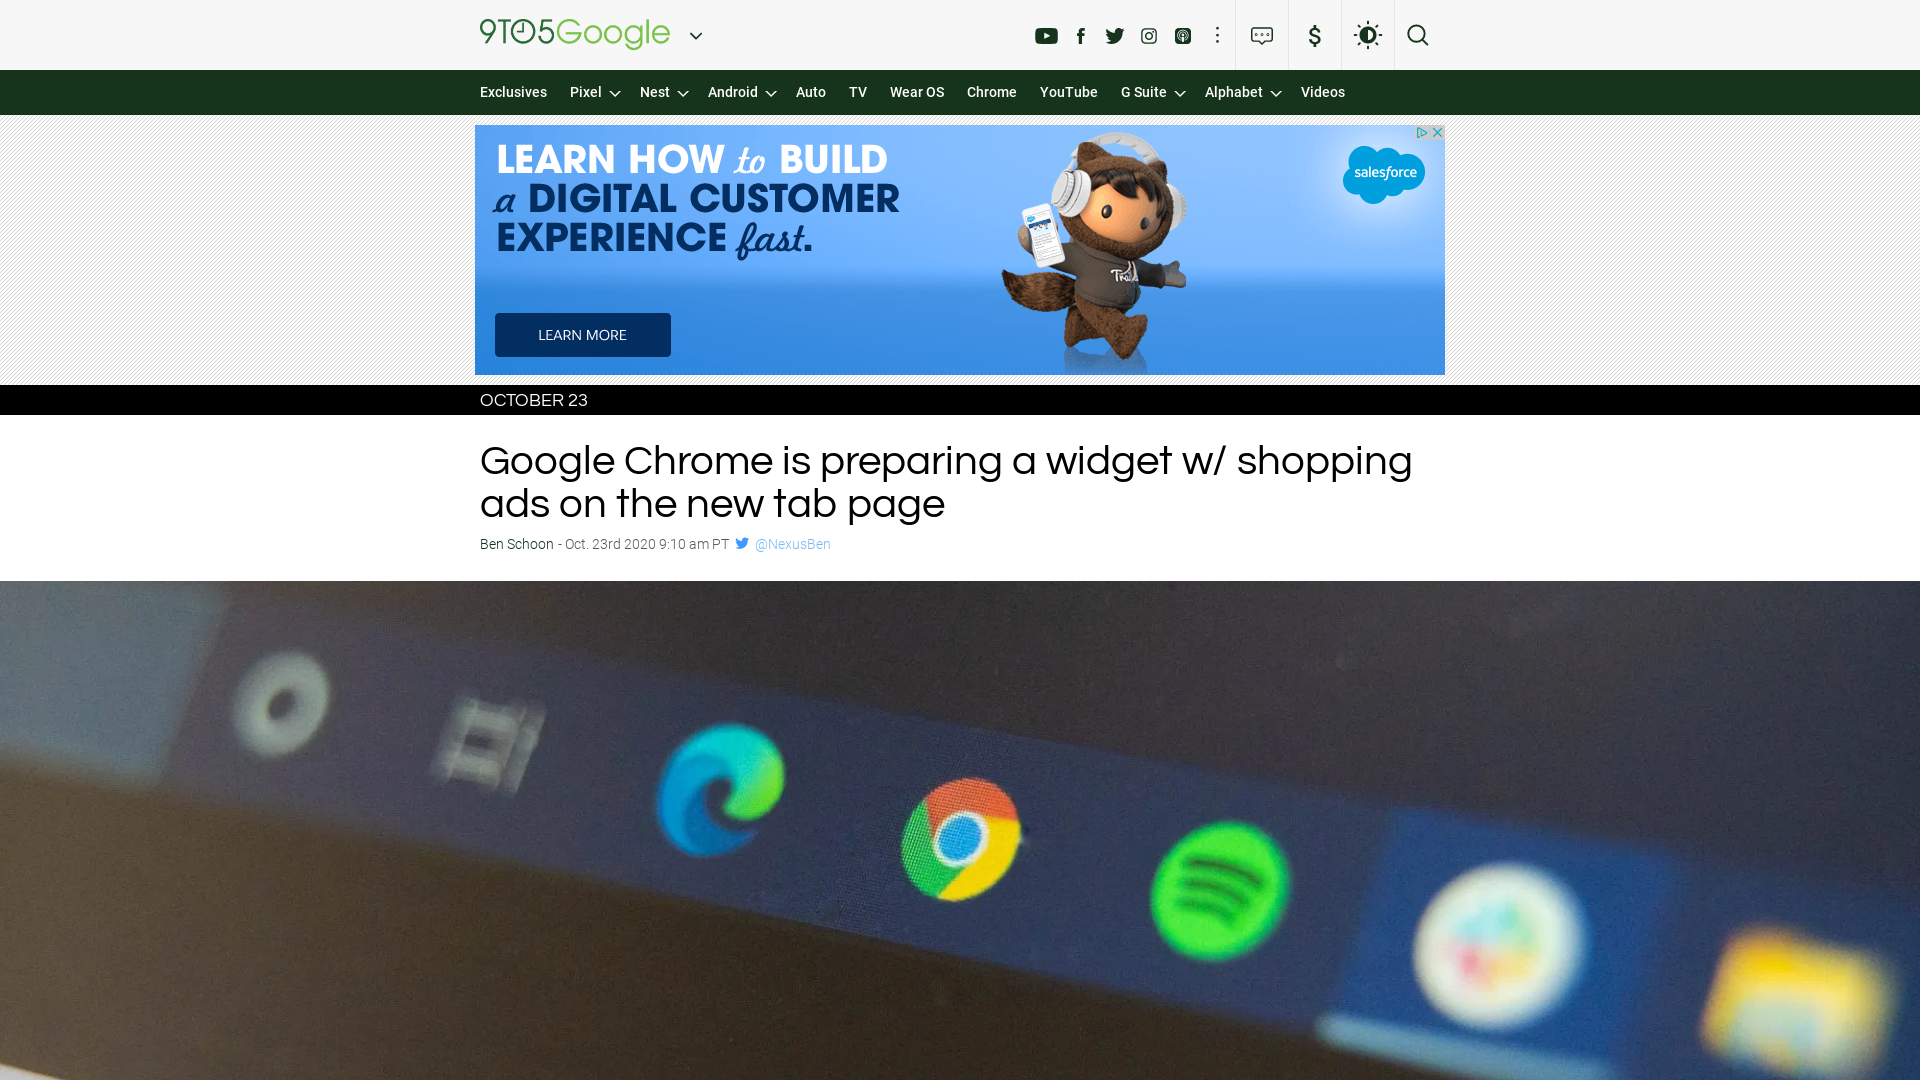 9TO5Google
Exclusives Pixel Nest Android Auto TV Wear OS Chrome YouTube G Suite Alphabet Videos
LEARN HOW to BUILD
a DIGITAL CUSTOMER
EXPERIENCE fast.
LEARN MORE
salesforce
OCTOBER 23
Google Chrome is preparing a widget w/ shopping
ads on the new tab page
Ben Schoon - Oct. 23rd 2020 9:10 am PT @NexusBen